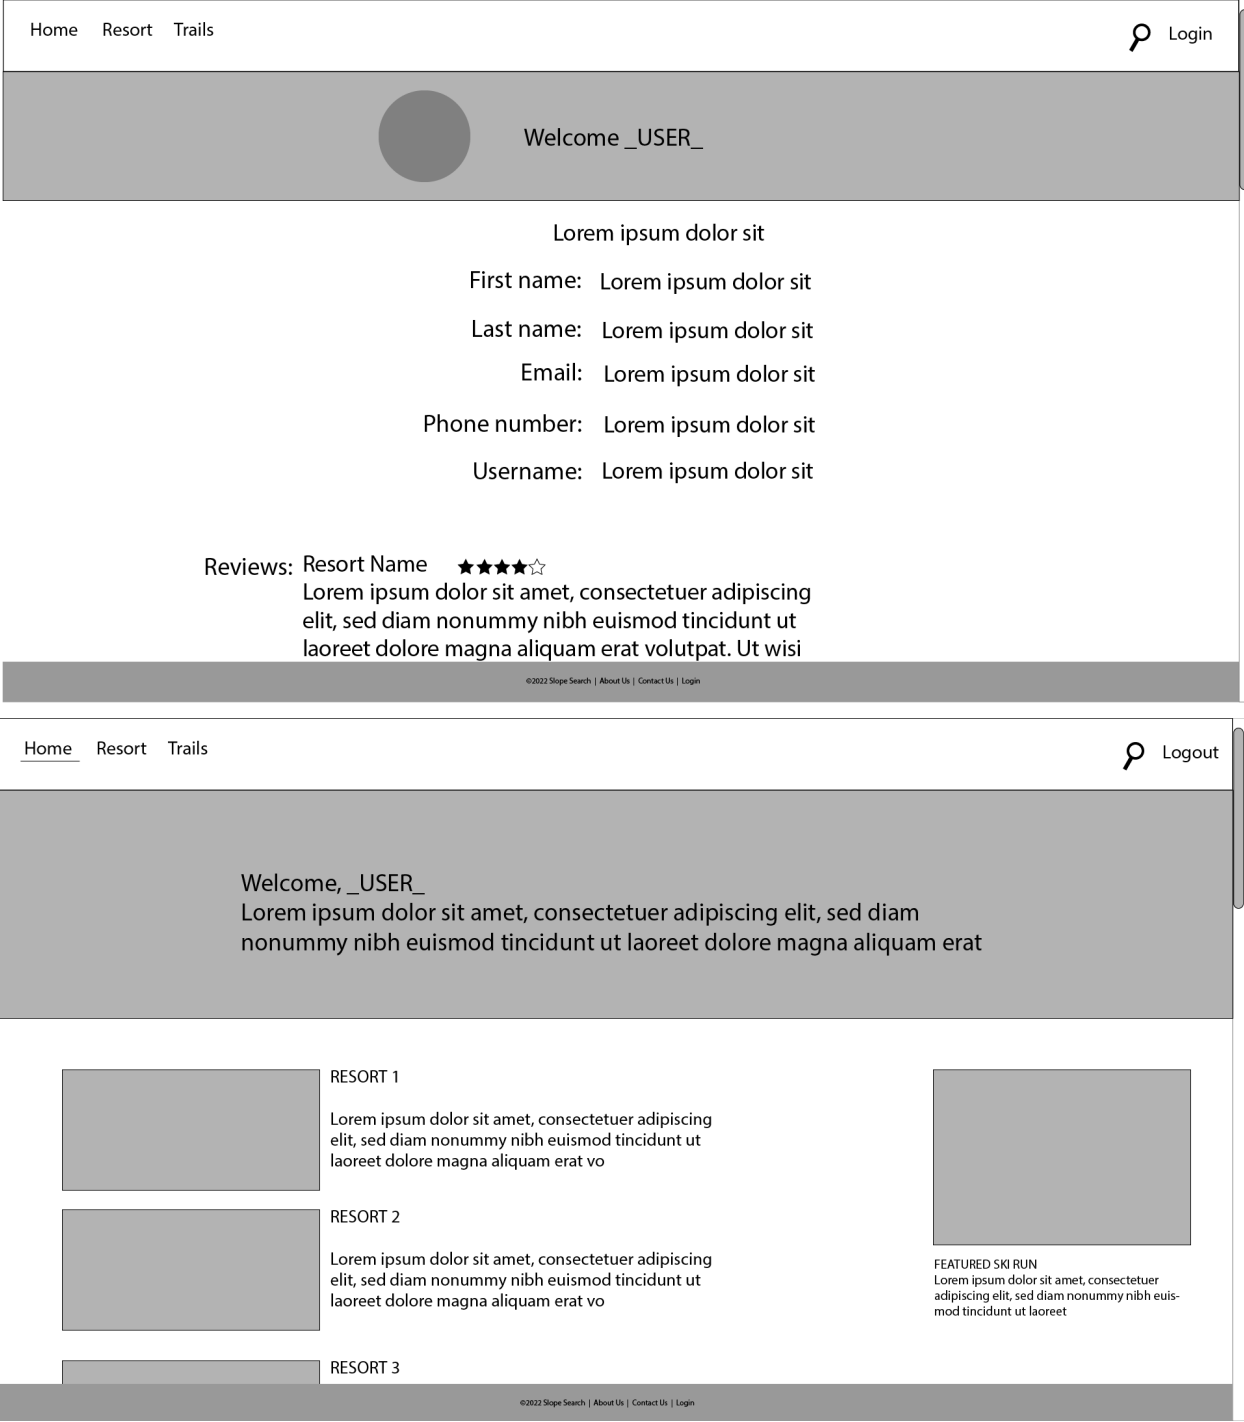 Home Resort Trails Login
Welcome _USER_
Lorem ipsum dolor sit
First name: Lorem ipsum dolor sit
Last name: Lorem ipsum dolor sit
Email: Lorem ipsum dolor sit
Phone number: Lorem ipsum dolor sit
Username: Lorem ipsum dolor sit
Reviews: Resort Name
Lorem ipsum dolor sit amet, consectetuer adipiscing
elit, sed diam nonummy nibh euismod tincidunt ut
laoreet dolore magna aliquam erat volutpat. Ut wisi
©2022 Slope Search | About Us | Contact Us | Login
Home Resort Trails Logout
Welcome, _USER_
Lorem ipsum dolor sit amet, consectetuer adipiscing elit, sed diam
nonummy nibh euismod tincidunt ut laoreet dolore magna aliquam erat
RESORT 1
Lorem ipsum dolor sit amet, consectetuer adipiscing
elit, sed diam nonummy nibh euismod tincidunt ut
laoreet dolore magna aliquam erat vo
RESORT 2
Lorem ipsum dolor sit amet, consectetuer adipiscing
elit, sed diam nonummy nibh euismod tincidunt ut
laoreet dolore magna aliquam erat vo
RESORT 3
FEATURED SKI RUN
Lorem ipsum dolor sit amet, consectetuer
adipiscing elit, sed diam nonummy nibh euis-
mod tincidunt ut laoreet
©2022 Slope Search | About Us | Contact Us | Login